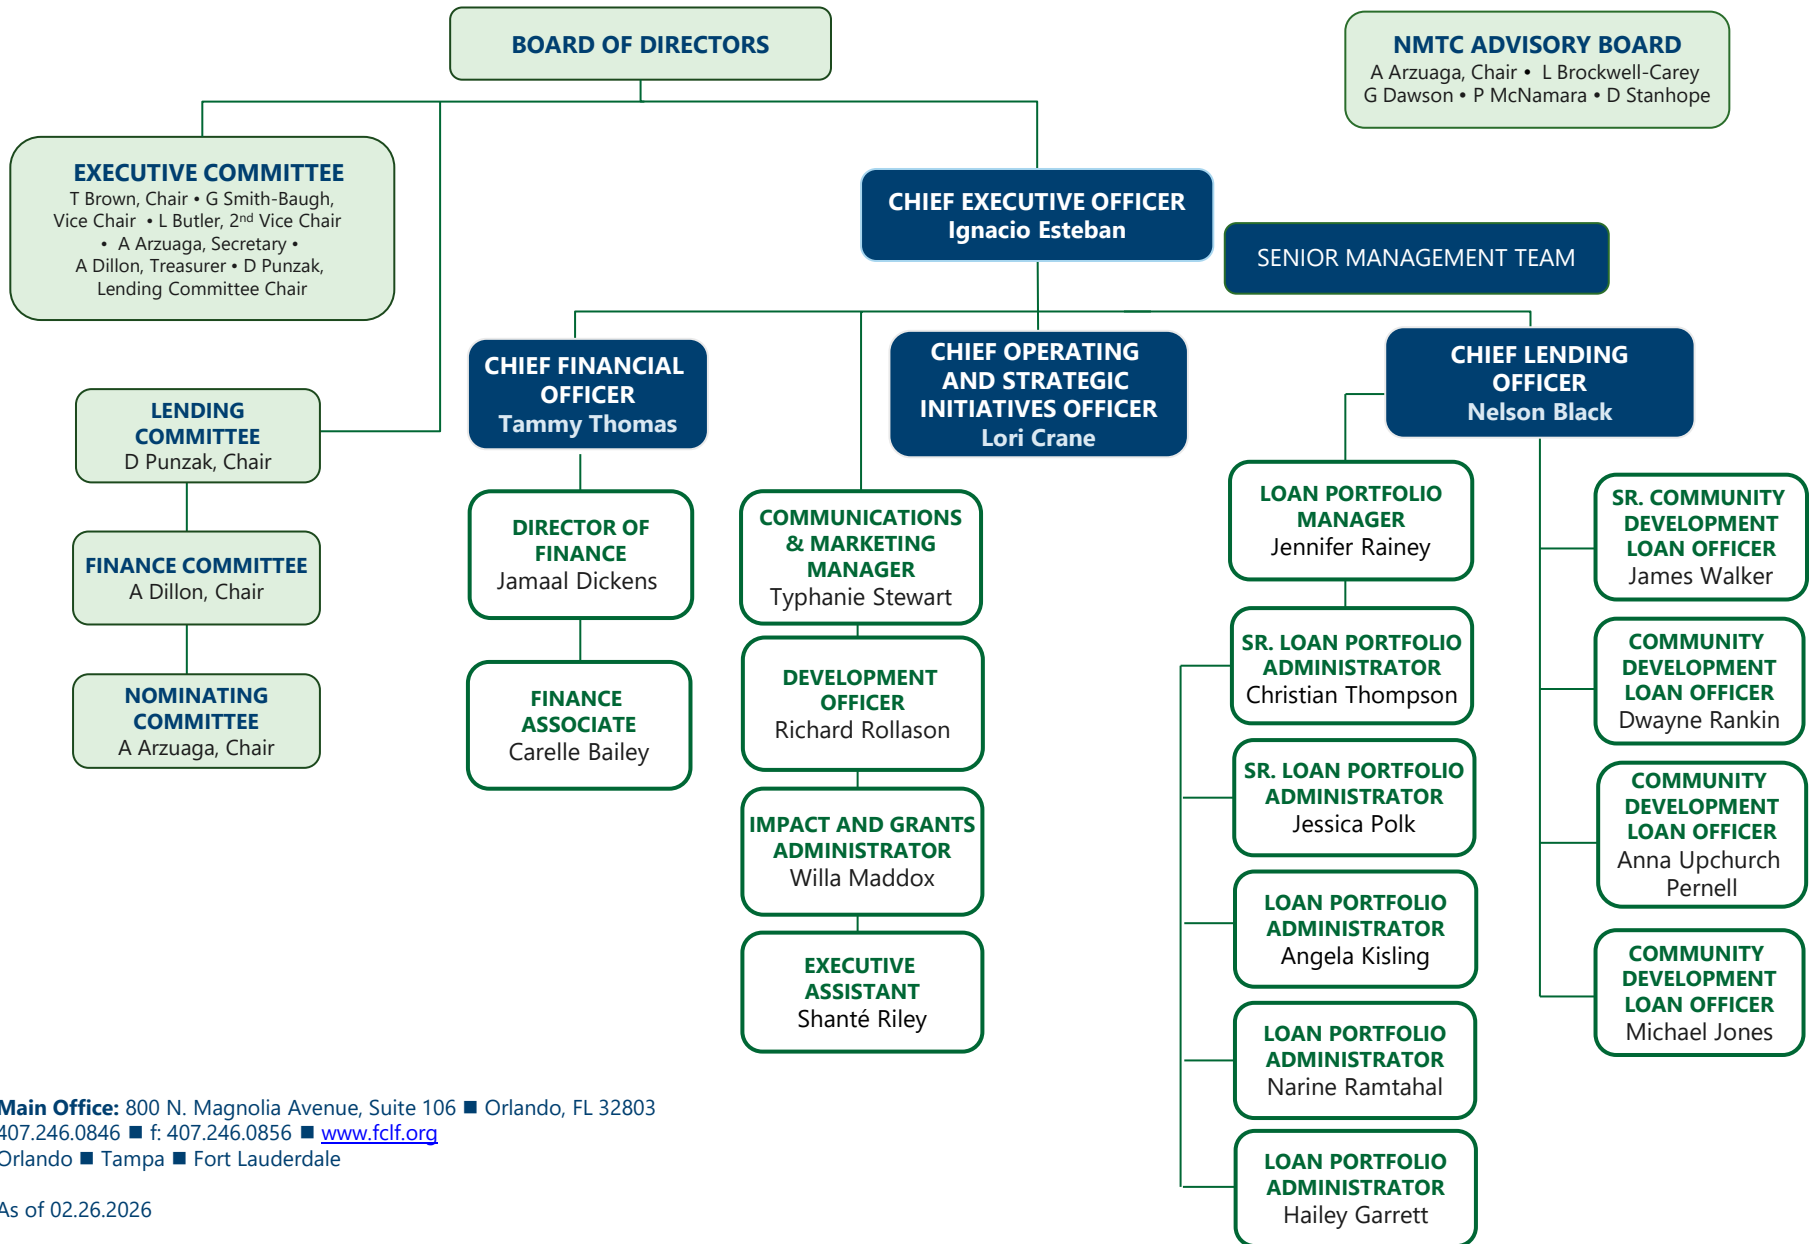 BOARD OF DIRECTORS
NMTC ADVISORY BOARD
A Arzuaga, Chair • L Brockwell-Carey
G Dawson • P McNamara • D Stanhope
EXECUTIVE COMMITTEE
T Brown, Chair • G Smith-Baugh,
Vice Chair • L Butler, 2nd Vice Chair
• A Arzuaga, Secretary •
A Dillon, Treasurer • D Punzak,
Lending Committee Chair
CHIEF EXECUTIVE OFFICER
Ignacio Esteban
SENIOR MANAGEMENT TEAM
LENDING
COMMITTEE
D Punzak, Chair
FINANCE COMMITTEE
A Dillon, Chair
NOMINATING
COMMITTEE
A Arzuaga, Chair
CHIEF FINANCIAL
OFFICER
Tammy Thomas
DIRECTOR OF
FINANCE
Jamaal Dickens
FINANCE
ASSOCIATE
Carelle Bailey
COMMUNICATIONS
& MARKETING
MANAGER
Typhanie Stewart
DEVELOPMENT
OFFICER
Richard Rollason
IMPACT AND GRANTS
ADMINISTRATOR
Willa Maddox
EXECUTIVE
ASSISTANT
Shanté Riley
CHIEF OPERATING
AND STRATEGIC
INITIATIVES OFFICER
Lori Crane
CHIEF LENDING
OFFICER
Nelson Black
LOAN PORTFOLIO
MANAGER
Jennifer Rainey
SR. LOAN PORTFOLIO
ADMINISTRATOR
Christian Thompson
SR. LOAN PORTFOLIO
ADMINISTRATOR
Jessica Polk
LOAN PORTFOLIO
ADMINISTRATOR
Angela Kisling
LOAN PORTFOLIO
ADMINISTRATOR
Narine Ramtahal
LOAN PORTFOLIO
ADMINISTRATOR
Hailey Garrett
SR. COMMUNITY
DEVELOPMENT
LOAN OFFICER
James Walker
COMMUNITY
DEVELOPMENT
LOAN OFFICER
Dwayne Rankin
COMMUNITY
DEVELOPMENT
LOAN OFFICER
Anna Upchurch
Pernell
COMMUNITY
DEVELOPMENT
LOAN OFFICER
Michael Jones
Main Office: 800 N. Magnolia Avenue, Suite 106 ■ Orlando, FL 32803
407.246.0846 ■ f: 407.246.0856 ■ www.fclf.org
Orlando ■ Tampa ■ Fort Lauderdale
As of 02.26.2026